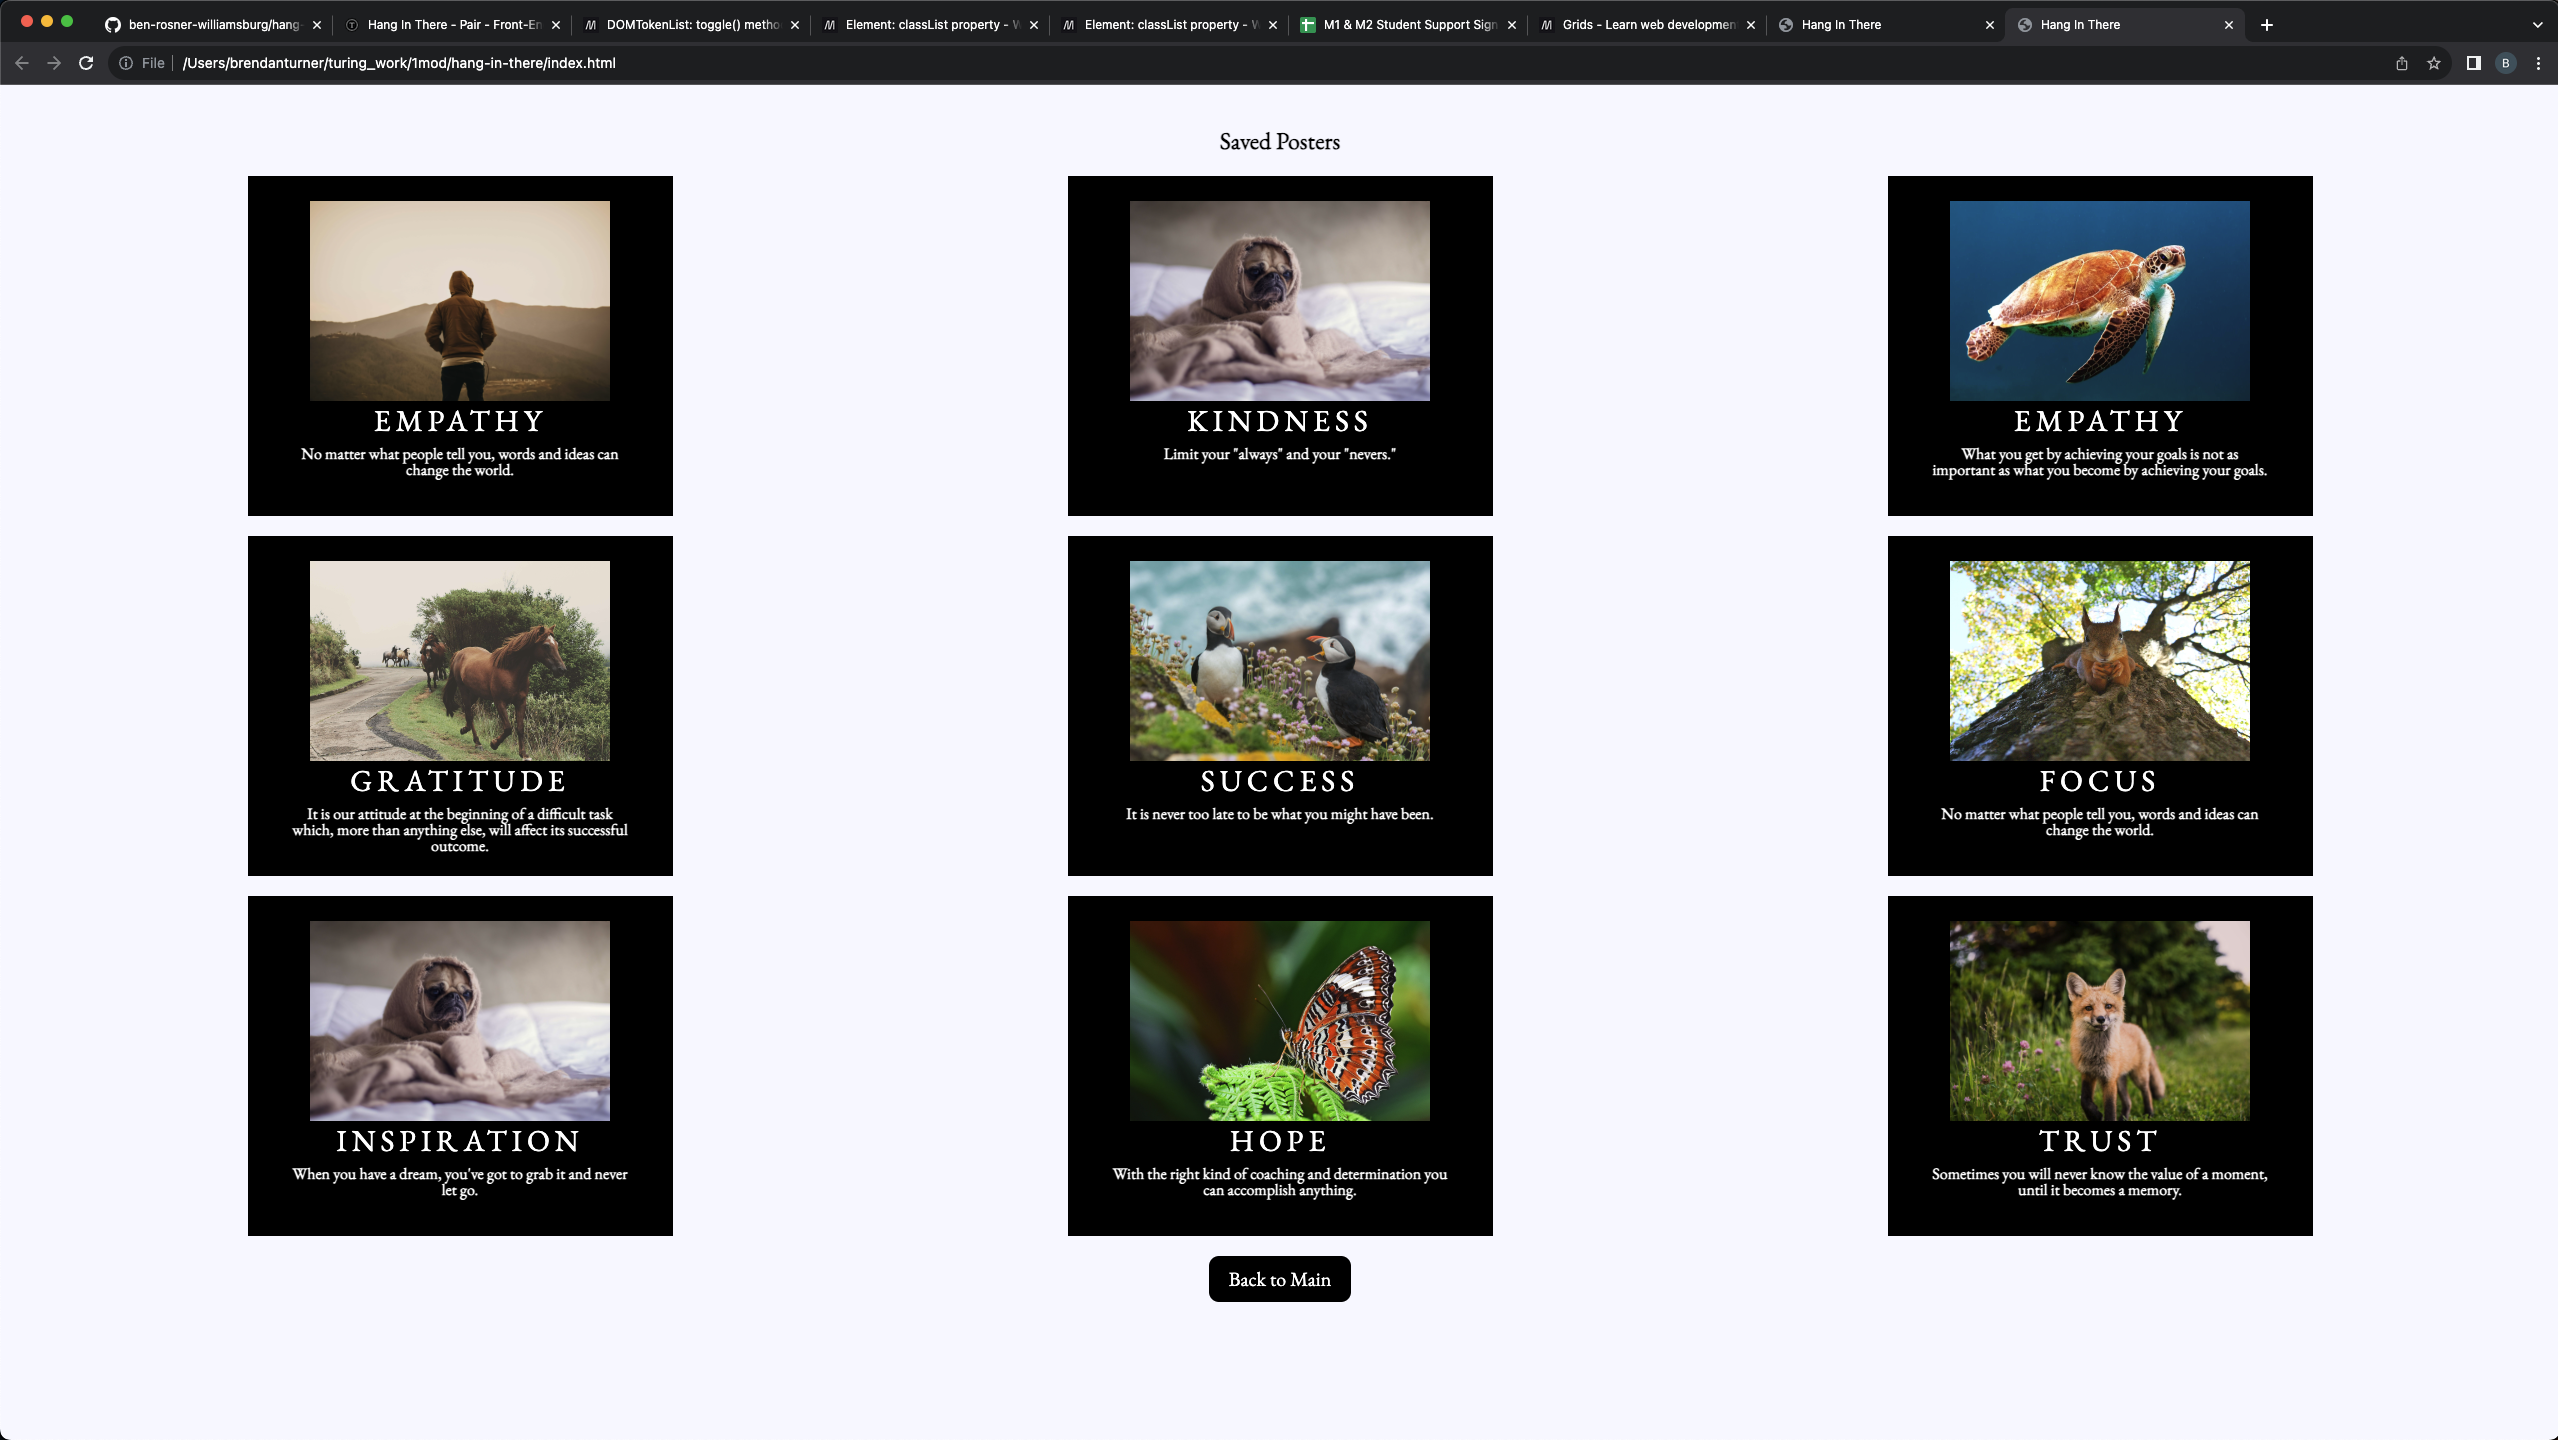 ben-rosner-williamsburg/hang-
Hang In There - Pair - Front-En
DOMTokenList: toggle() metho
Element: classList property - W
Element: classList property - W
M1 & M2 Student Support Sign
Grids - Learn web developmen
Hang In There
Hang In There
File
/Users/brendanturner/turing_work/1mod/hang-in-there/index.html
B
Saved Posters
EMPATHY
No matter what people tell you, words and ideas can
change the world.
KINDNESS
Limit your "always" and your "nevers."
EMPATHY
What you get by achieving your goals is not as
important as what you become by achieving your goals.
GRATITUDE
It is our attitude at the beginning of a difficult task
which, more than anything else, will affect its successful
outcome.
SUCCESS
It is never too late to be what you might have been.
FOCUS
No matter what people tell you, words and ideas can
change the world.
INSPIRATION
When you have a dream, you've got to grab it and never
let go.
HOPE
With the right kind of coaching and determination you
can accomplish anything.
TRUST
Sometimes you will never know the value of a moment,
until it becomes a memory.
Back to Main